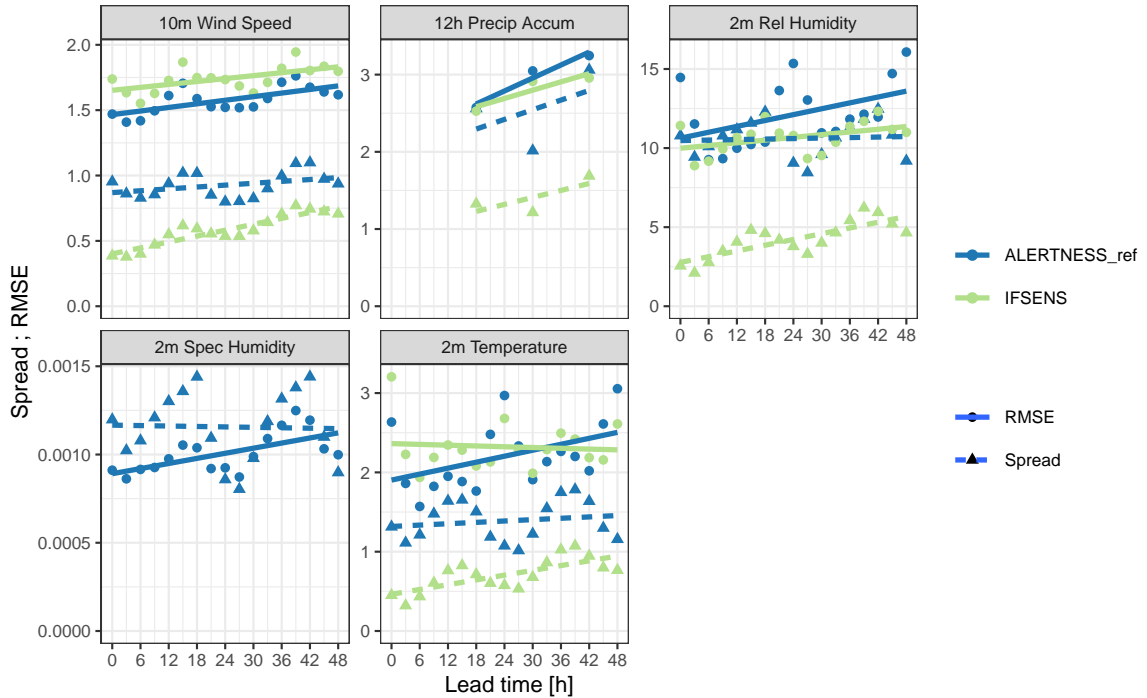 10m Wind Speed
12h Precip Accum
2m Rel Humidity
2.0
1.5
1.0
0.5
0.0
3
2
1
0
15
10
5
0
0 6 12 18 24 30 36 42 48
2m Spec Humidity
2m Temperature
0.0015
0.0010
0.0005
0.0000
3
2
1
0
0 6 12 18 24 30 36 42 48
0 6 12 18 24 30 36 42 48
Lead time [h]
Spread ; RMSE
ALERTNESS_ref
IFSENS
RMSE
Spread